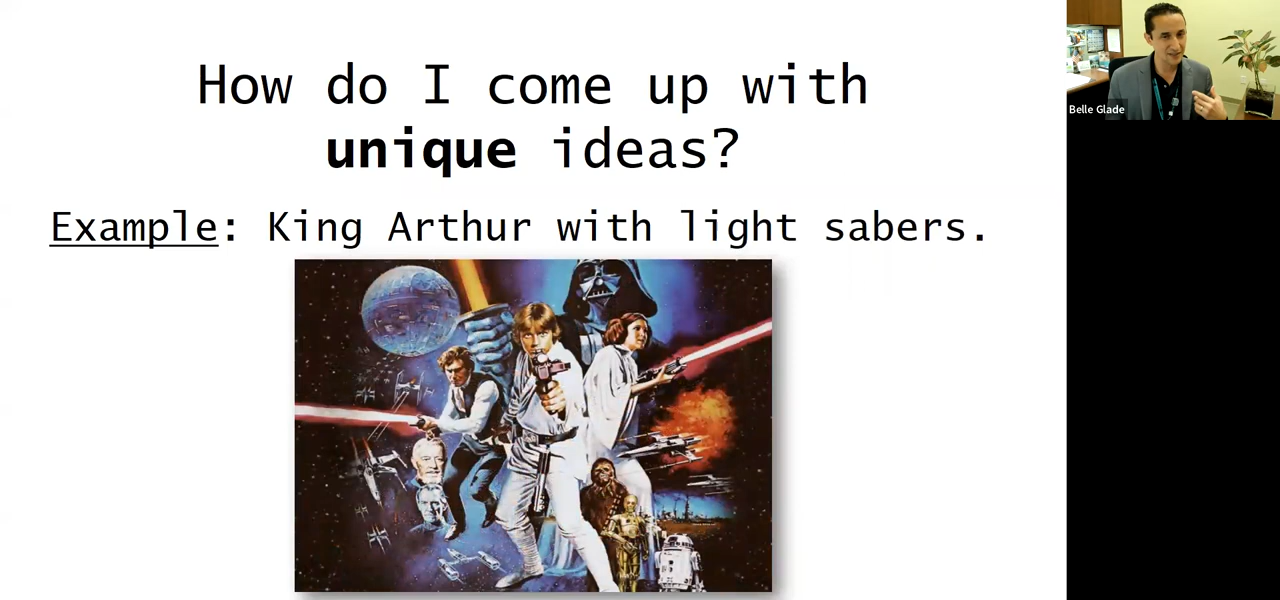 How do I come up with
unique ideas?
Example: King Arthur with light sabers.
Belle Glade